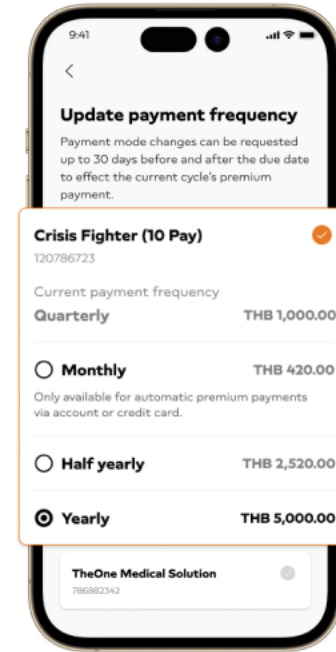 9:41
Update payment frequency
Payment mode changes can be requested
up to 30 days before and after the due date
to effect the current cycle's premium
payment.
Crisis Fighter (10 Pay)
120786723
Current payment frequency
Quarterly THB 1,000.00
Monthly THB 420.00
Only available for automatic premium payments
via account or credit card.
Half yearly THB 2,520.00
Yearly THB 5,000.00
TheOne Medical Solution
786882342